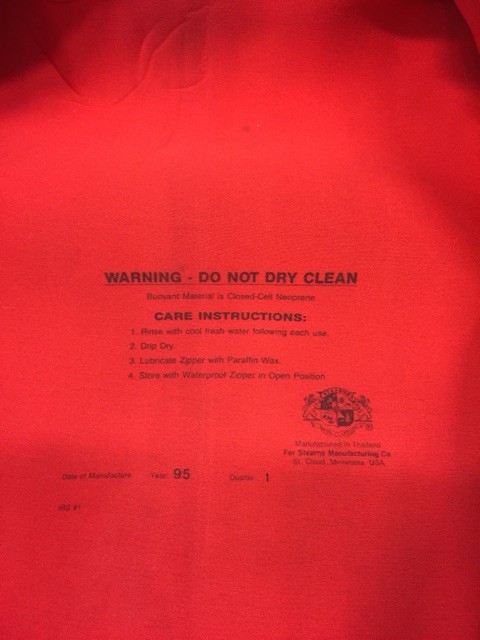 WARNING - DO NOT DRY CLEAN
Buoyant Material is Closed-Cell Neoprene
CARE INSTRUCTIONS:
1. Rinse with cool fresh water following each use.
2. Drip Dry.
3. Lubricate Zipper with Paraffin Wax.
4. Store with Waterproof Zipper in Open Position
STEARNS
®
Manufactured in Thailand
For Stearns Manufacturing Co.
St. Cloud, Minnesota, USA.
Date of Manufacture Year: 95 Quarter: 1